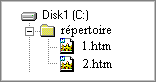 Disk1 (C:)
répertoire
1.htm
2.htm